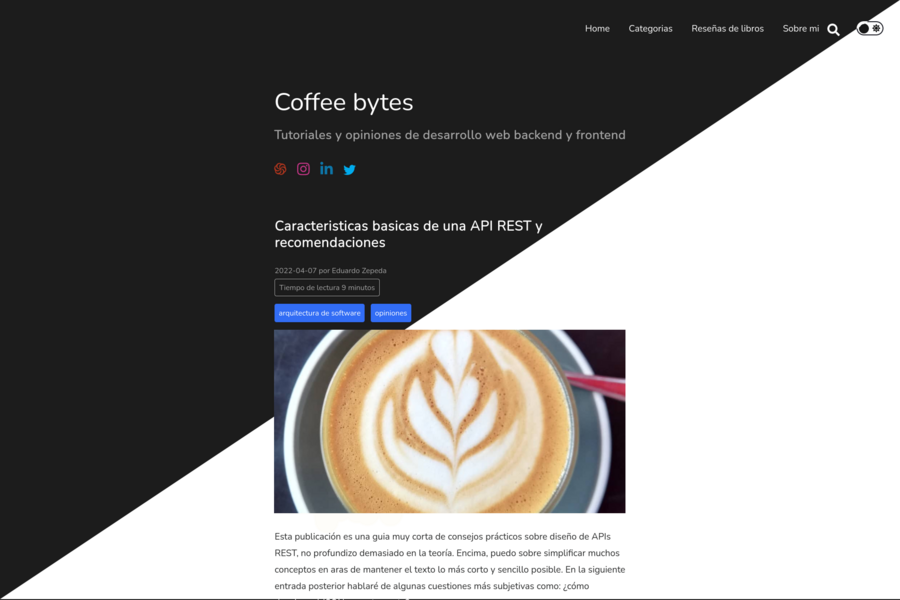 Home Categorias Reseñas de libros Sobre mi
Coffee bytes
Tutoriales y opiniones de desarrollo web backend y frontend
Caracteristicas basicas de una API REST y
recomendaciones
2022-04-07 por Eduardo Zepeda
Tiempo de lectura 9 minutos
arquitectura de software opiniones
Esta publicación es una guia muy corta de consejos prácticos sobre diseño de APIs
REST, no profundizo demasiado en la teoría. Encima, puedo sobre simplificar muchos
conceptos en aras de mantener el texto lo más corto y sencillo posible. En la siguiente
entrada posterior hablaré de algunas cuestiones más subjetivas como: ¿cómo